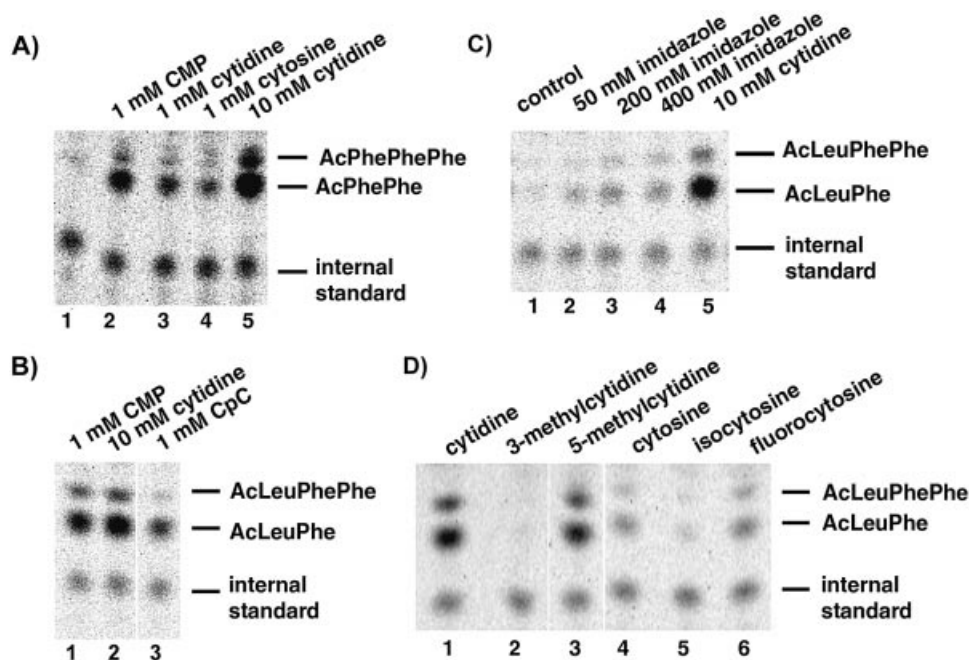 A)
1 mM CMP
1 mM cytidine
1 mM cytosine
10 mM cytidine
AcPhePhePhe
AcPhePhe
internal
standard
1 2 3 4 5
C)
control
50 mM imidazole
200 mM imidazole
400 mM imidazole
10 mM cytidine
AcLeuPhePhe
AcLeuPhe
internal
standard
1 2 3 4 5
B)
1 mM CMP
10 mM cytidine
1 mM CpC
AcLeuPhePhe
AcLeuPhe
internal
standard
1 2 3
D)
cytidine
3-methylcytidine
5-methylcytidine
cytosine
isocytosine
fluorocytosine
AcLeuPhePhe
AcLeuPhe
internal
standard
1 2 3 4 5 6